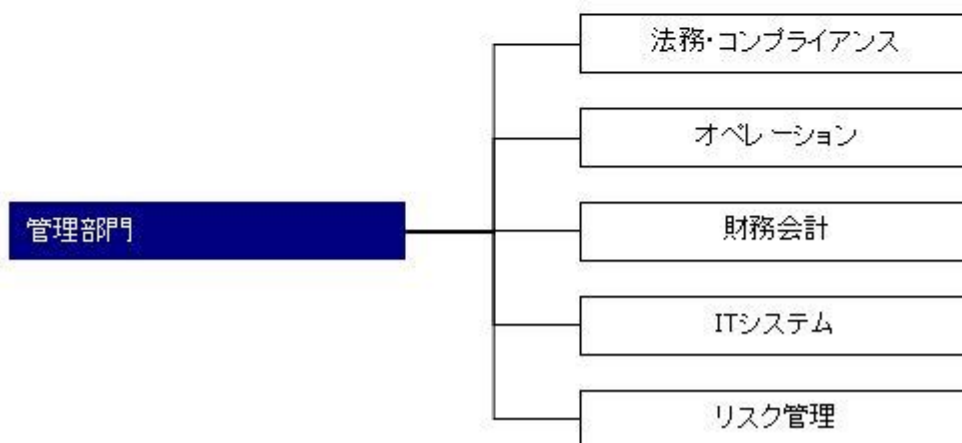 法務・コンプライアンス
オペレーション
管理部門
財務会計
ITシステム
リスク管理